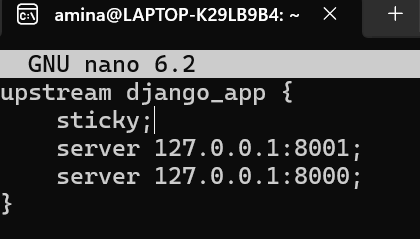 amina@LAPTOP-K29LB9B4: ~
GNU nano 6.2
upstream django_app {
    sticky;
    server 127.0.0.1:8001;
    server 127.0.0.1:8000;
}